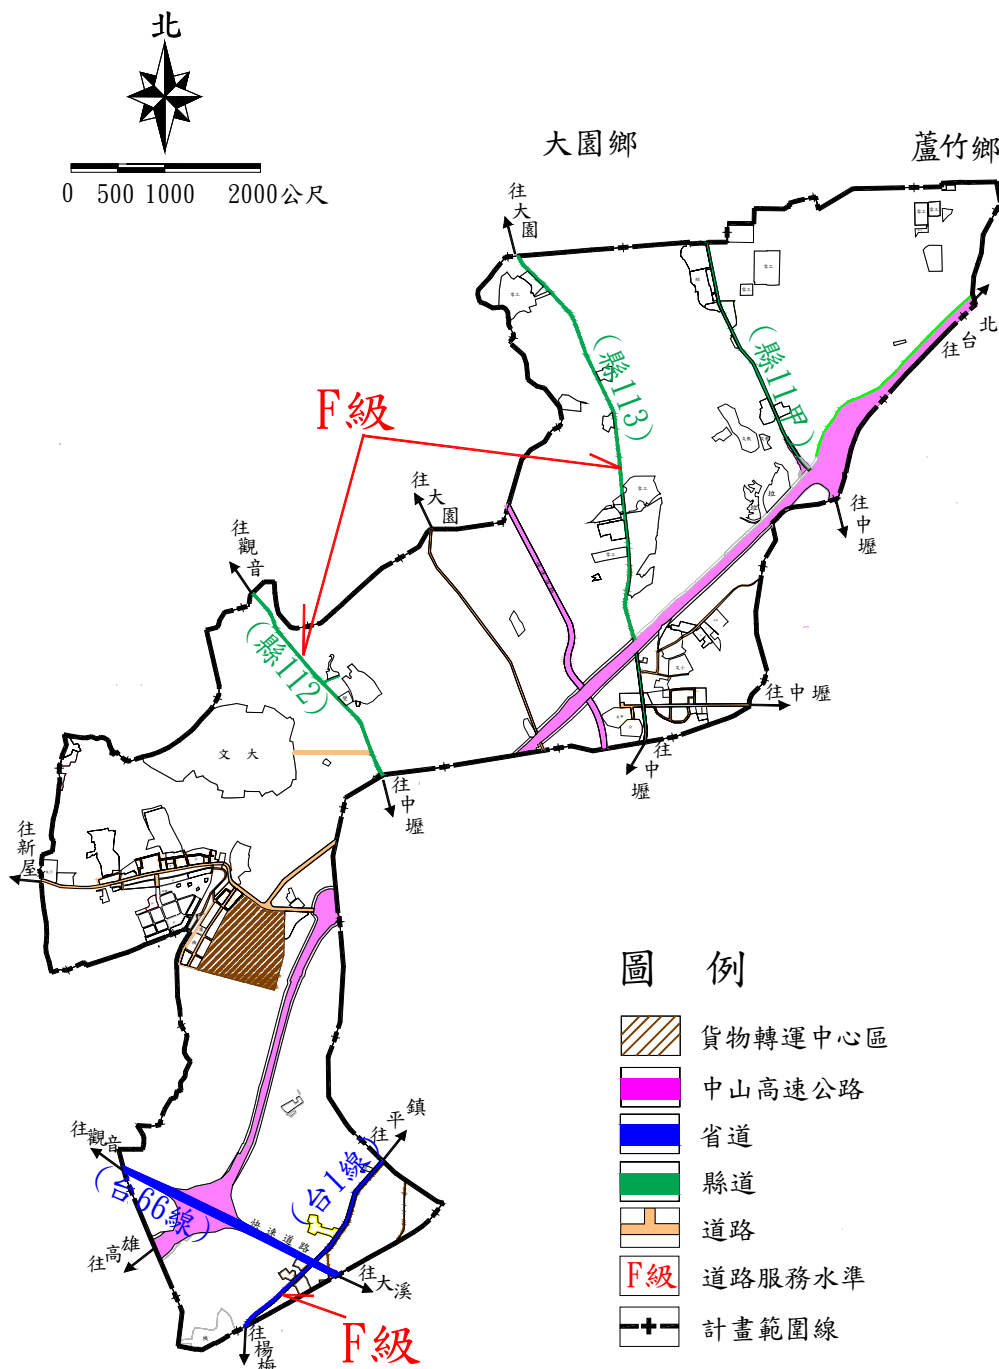 北
0 500 1000 2000公尺
大園鄉
蘆竹鄉
往大園
往台北
(縣113)
(縣11甲)
F級
往大園
往觀音
往中壢
(縣112)
往中壢
往中壢
文大
往中壢
往新屋
圖例
貨物轉運中心區
中山高速公路
省道
縣道
道路
F級 道路服務水準
計畫範圍線
往平鎮
往觀音
(台66線)
(台1線)
快速道路
往高雄
往大溪
往楊梅
F級